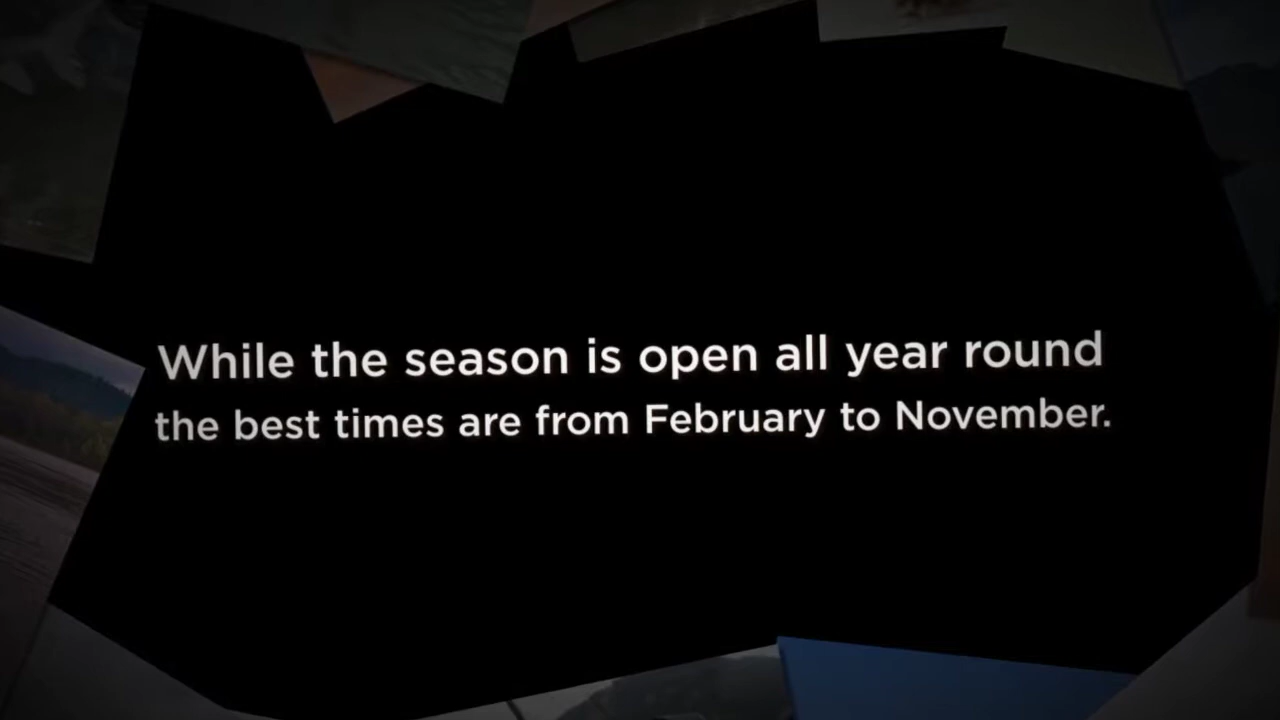 While the season is open all year round
the best times are from February to November.